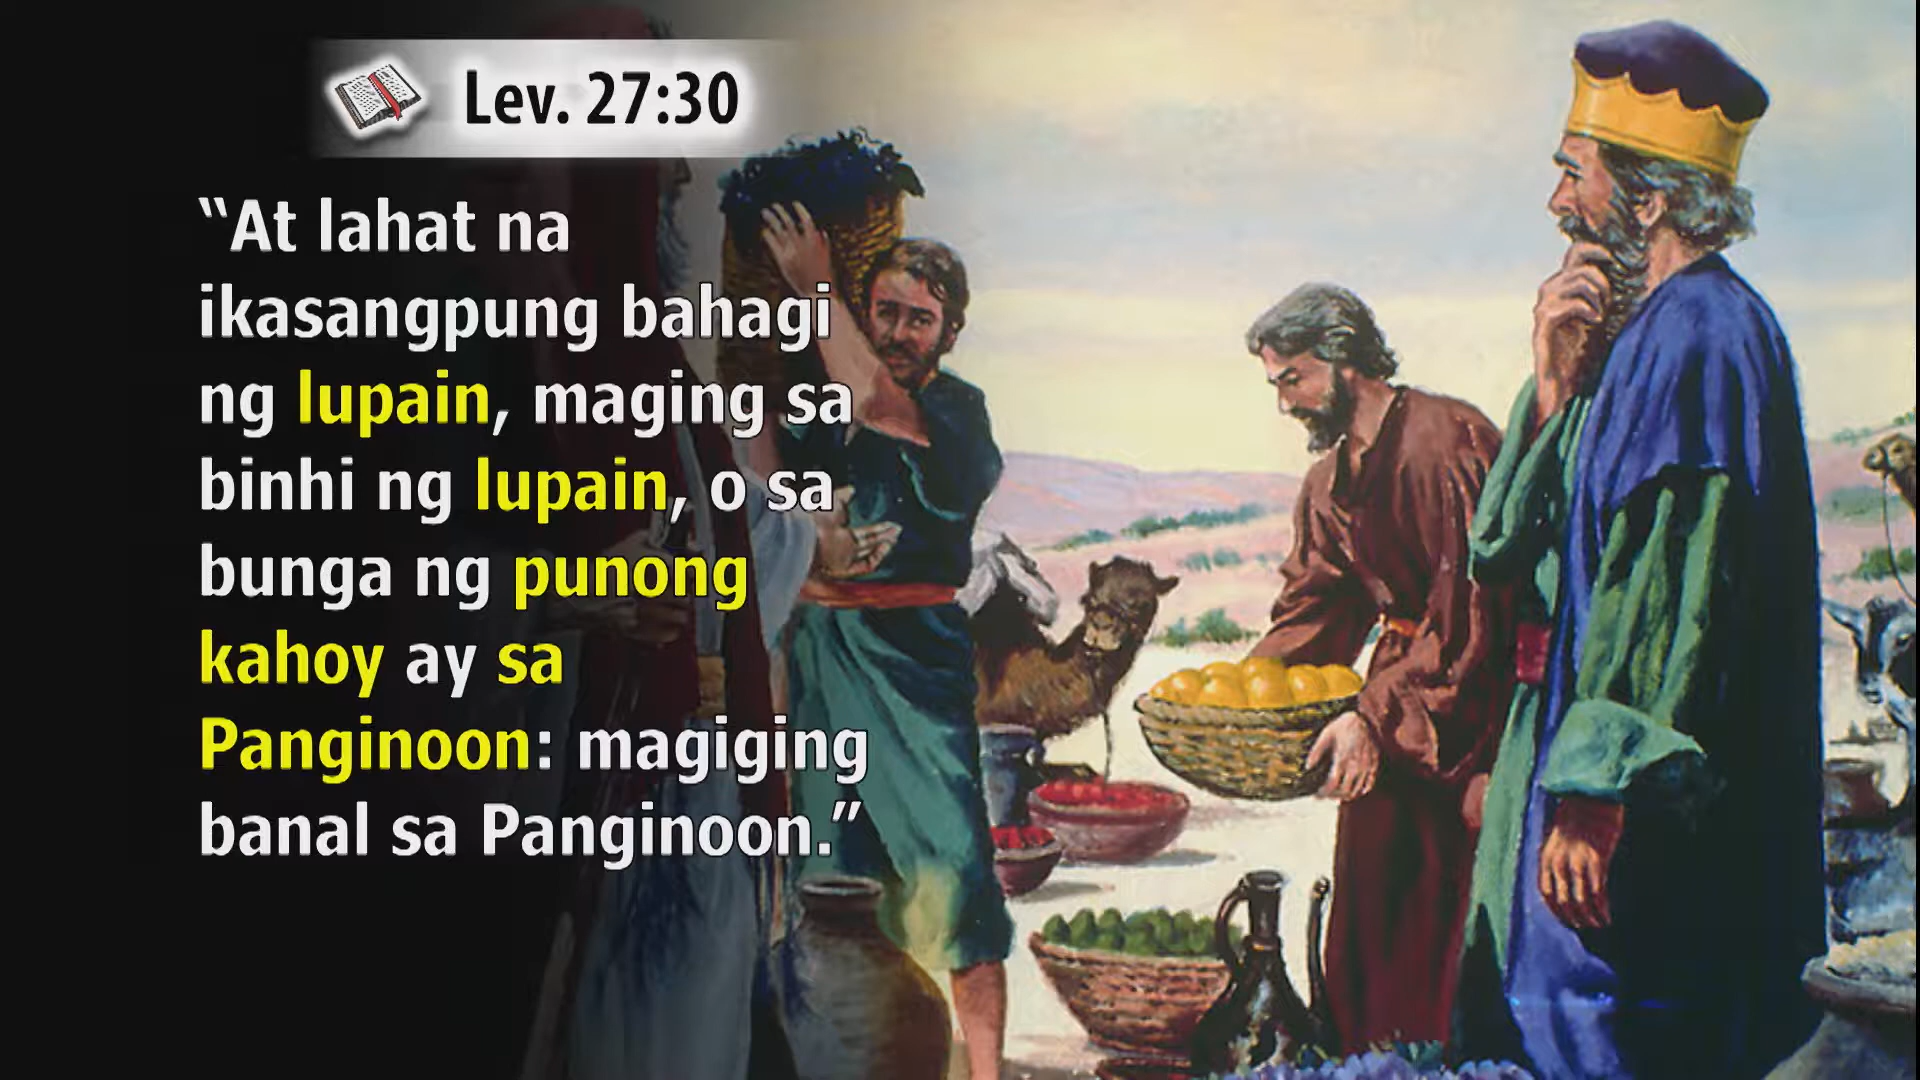 Lev. 27:30
“At lahat na
ikasangpung bahagi
ng lupain, maging sa
binhi ng lupain, o sa
bunga ng punong
kahoy ay sa
Panginoon: magiging
banal sa Panginoon.”